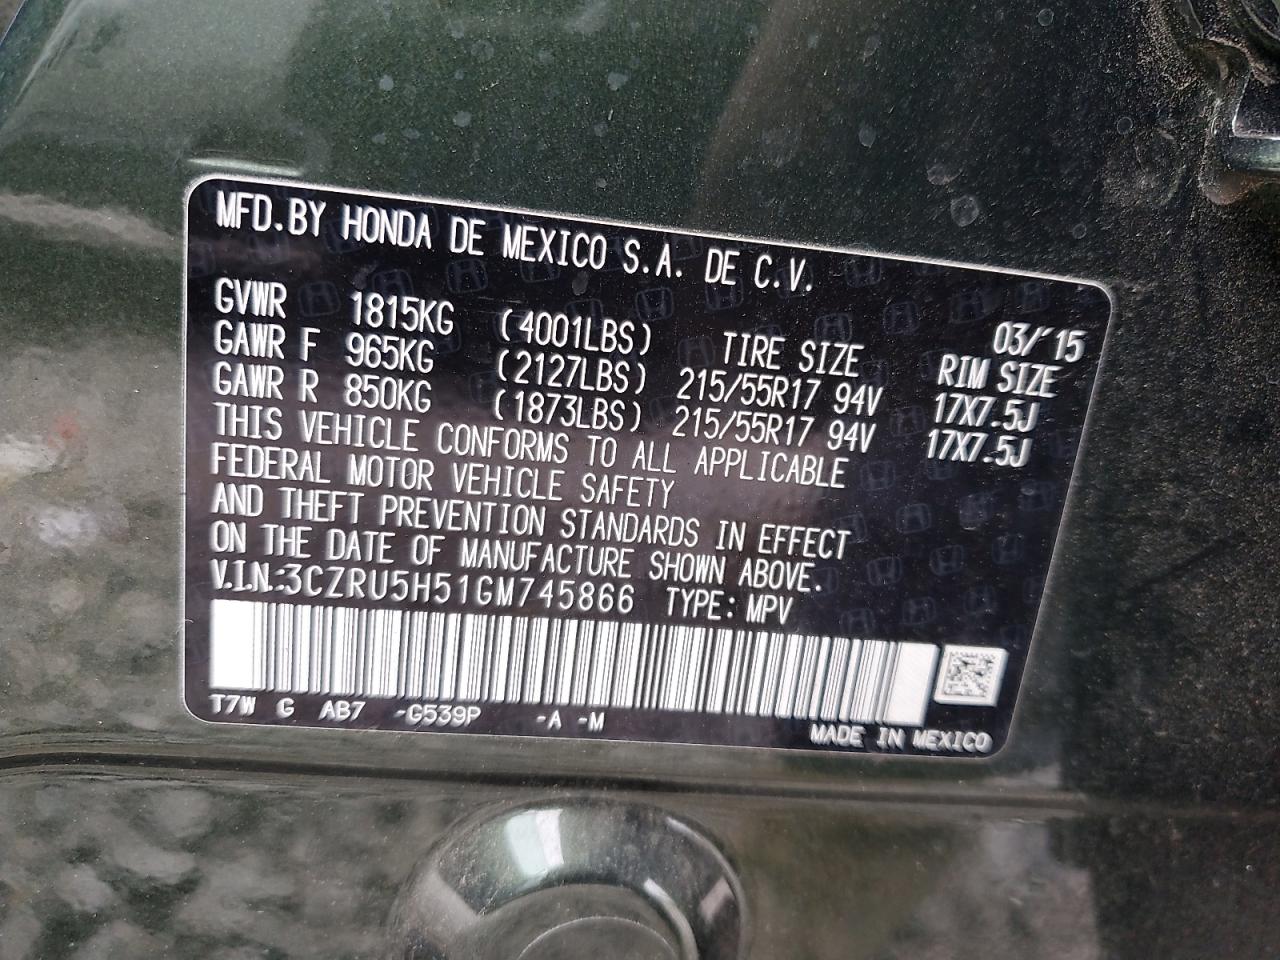 MFD.BY HONDA DE MEXICO S.A. DE C.V.
03/'15
GVWR 1815KG (4001LBS) TIRE SIZE RIM SIZE
GAWR F 965KG (2127LBS) 215/55R17 94V 17X7.5J
GAWR R 850KG (1873LBS) 215/55R17 94V 17X7.5J
THIS VEHICLE CONFORMS TO ALL APPLICABLE
FEDERAL MOTOR VEHICLE SAFETY
AND THEFT PREVENTION STANDARDS IN EFFECT
ON THE DATE OF MANUFACTURE SHOWN ABOVE.
V.I.N.:3CZRU5H51GM745866 TYPE: MPV
T7W G AB7 -G539P -A -M
MADE IN MEXICO